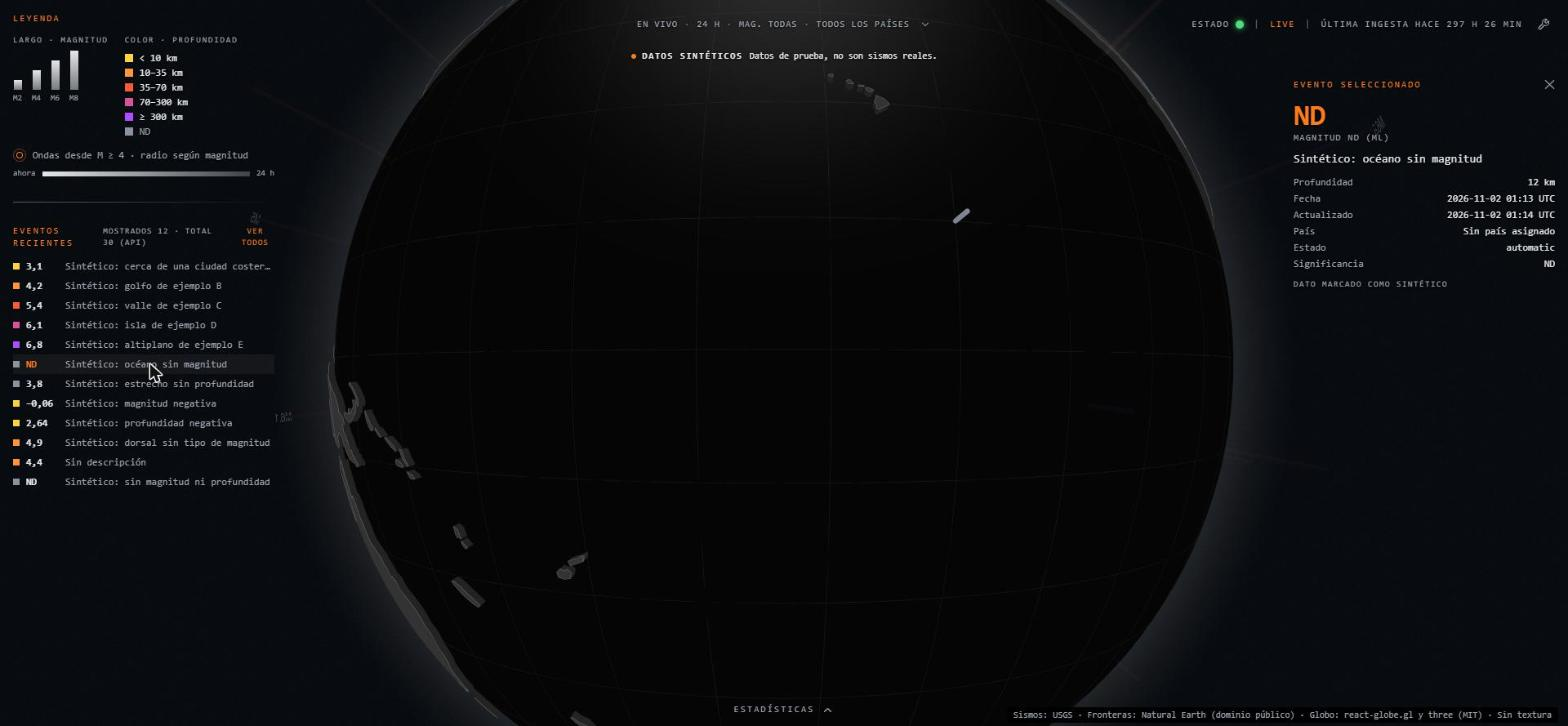 LEYENDA
LARGO · MAGNITUD
COLOR · PROFUNDIDAD
M2 M4 M6 M8
< 10 km
10–35 km
35–70 km
70–300 km
≥ 300 km
ND
Ondas desde M ≥ 4 · radio según magnitud
ahora
24 h
EVENTOS RECIENTES
MOSTRADOS 12 · TOTAL 30 (API)
VER TODOS
3,1 Sintético: cerca de una ciudad coster…
4,2 Sintético: golfo de ejemplo B
5,4 Sintético: valle de ejemplo C
6,1 Sintético: isla de ejemplo D
6,8 Sintético: altiplano de ejemplo E
ND Sintético: océano sin magnitud
3,8 Sintético: estrecho sin profundidad
−0,06 Sintético: magnitud negativa
2,64 Sintético: profundidad negativa
4,9 Sintético: dorsal sin tipo de magnitud
4,4 Sin descripción
ND Sintético: sin magnitud ni profundidad
EN VIVO · 24 H · MAG. TODAS · TODOS LOS PAÍSES
DATOS SINTÉTICOS Datos de prueba, no son sismos reales.
ESTADO | LIVE | ÚLTIMA INGESTA HACE 297 H 26 MIN
EVENTO SELECCIONADO
ND
MAGNITUD ND (ML)
Sintético: océano sin magnitud
Profundidad 12 km
Fecha 2026-11-02 01:13 UTC
Actualizado 2026-11-02 01:14 UTC
País Sin país asignado
Estado automatic
Significancia ND
DATO MARCADO COMO SINTÉTICO
ESTADÍSTICAS
Sismos: USGS · Fronteras: Natural Earth (dominio público) · Globo: react-globe.gl y three (MIT) · Sin textura